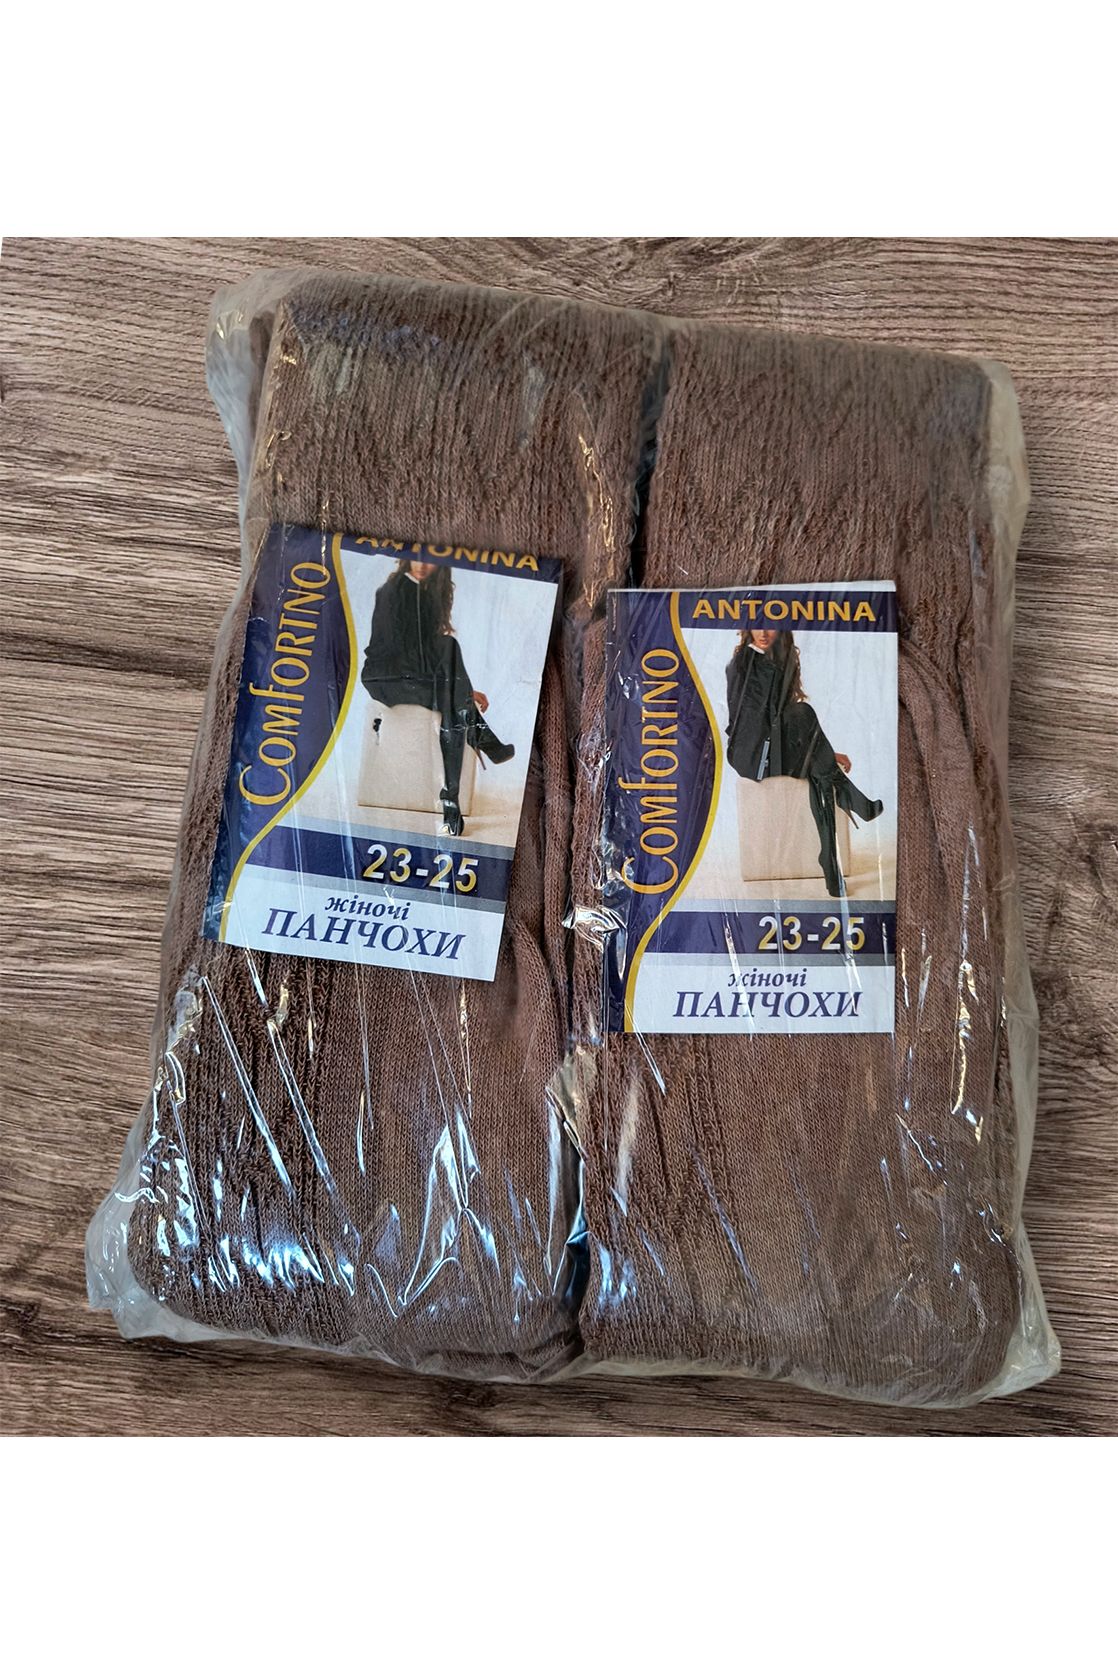 ANTONINA
COMFORTINO
23-25
жіночі
ПАНЧОХИ
ANTONINA
COMFORTINO
23-25
жіночі
ПАНЧОХИ